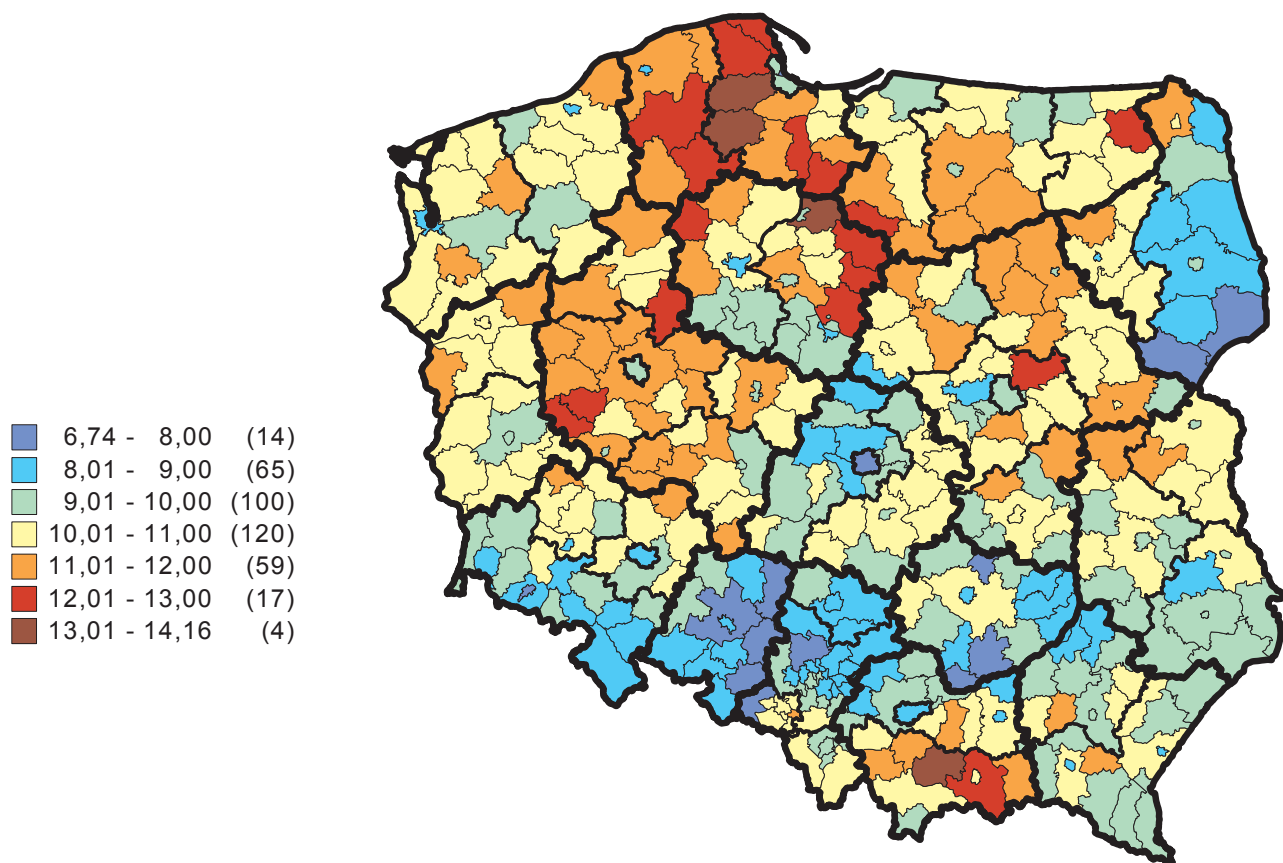 6,74 - 8,00 (14)
8,01 - 9,00 (65)
9,01 - 10,00 (100)
10,01 - 11,00 (120)
11,01 - 12,00 (59)
12,01 - 13,00 (17)
13,01 - 14,16 (4)